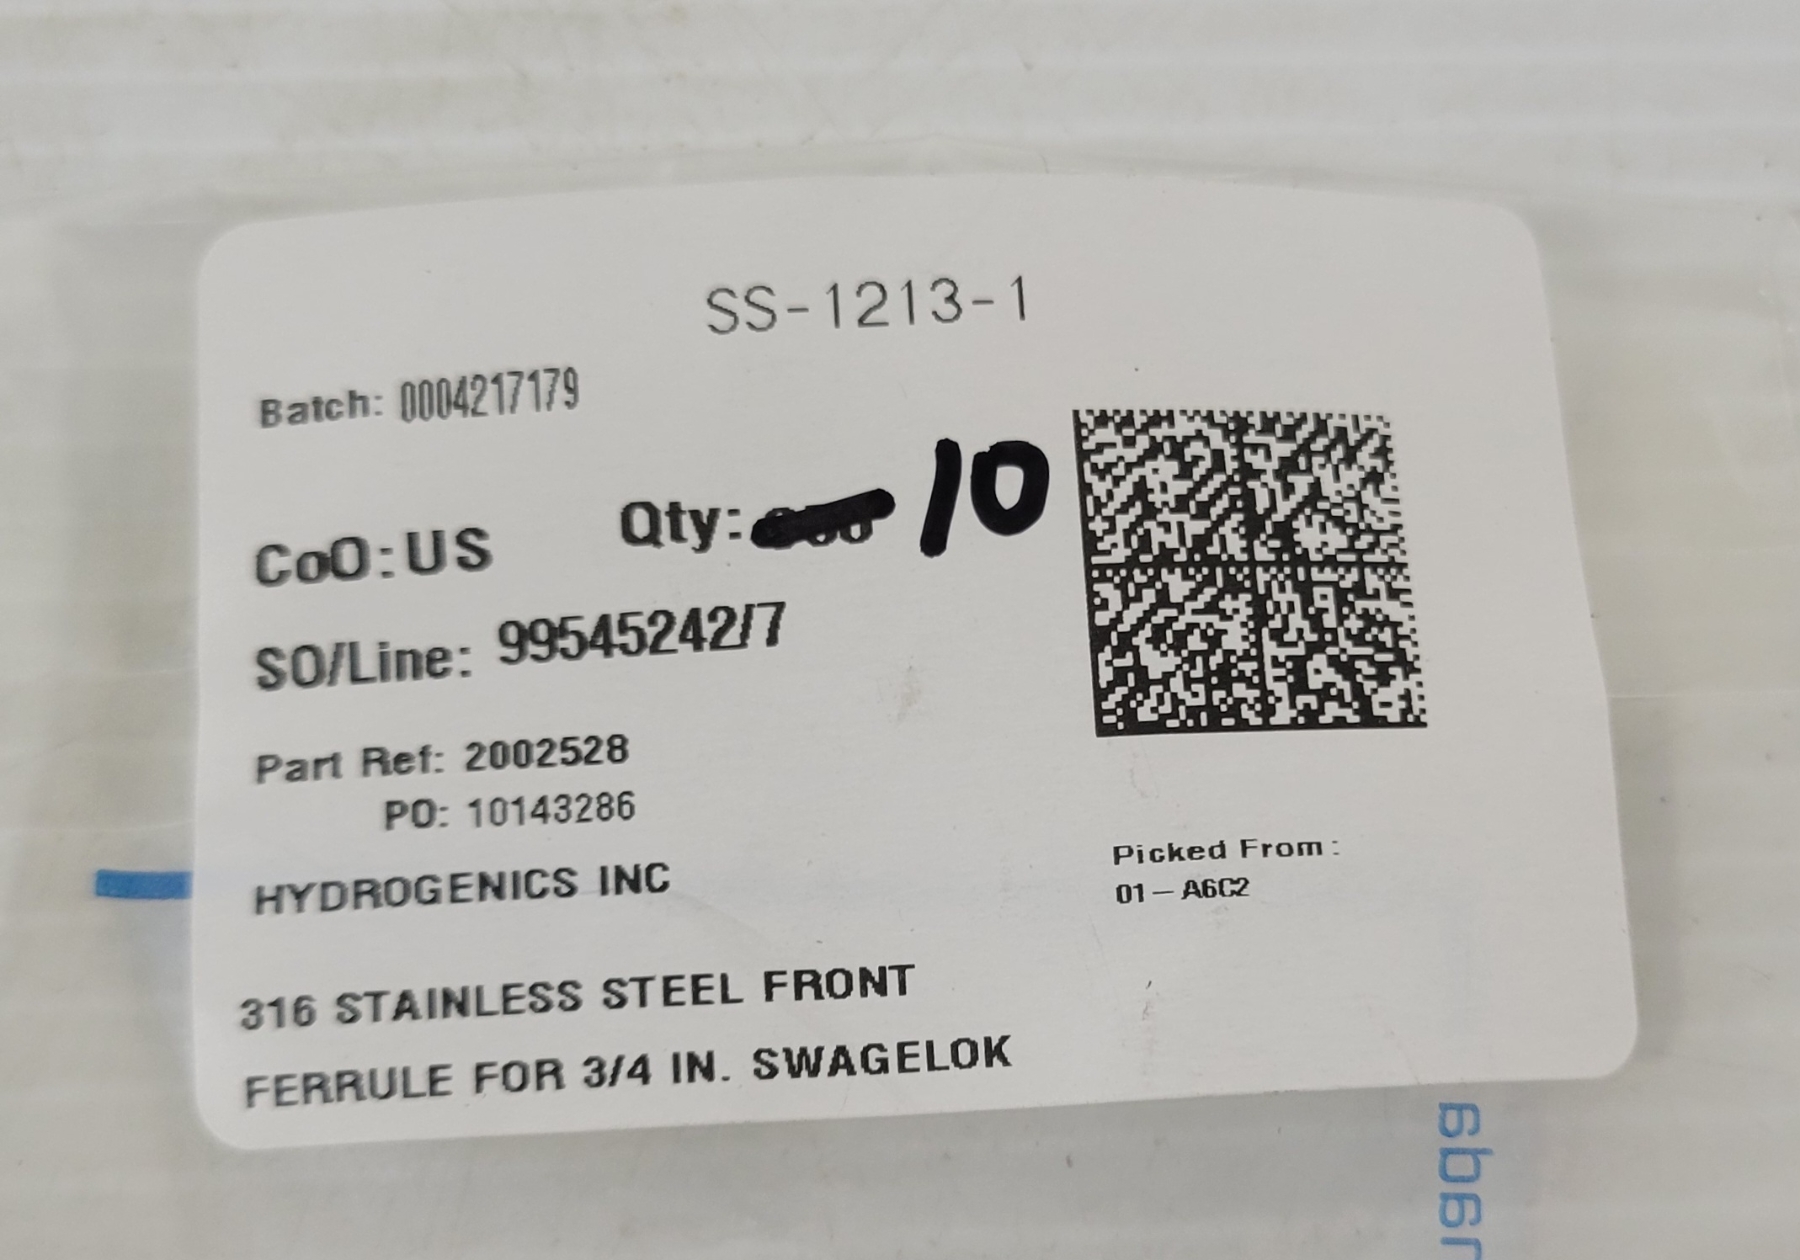 SS-1213-1
Batch: 0004217179
Qty: 10
CoO:US
SO/Line: 99545242/7
Part Ref: 2002528
PO: 10143286
HYDROGENICS INC
Picked From:
01-A6C2
316 STAINLESS STEEL FRONT
FERRULE FOR 3/4 IN. SWAGELOK